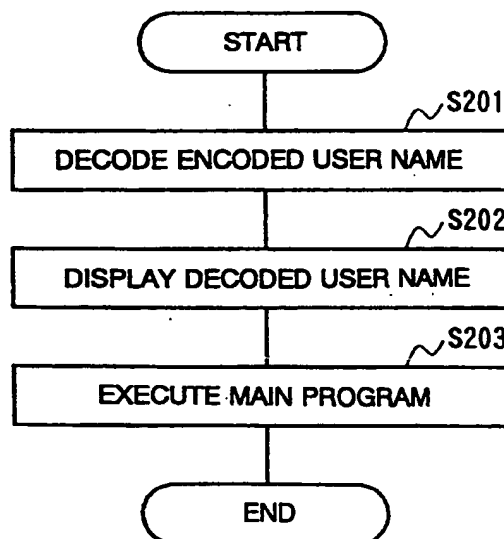 START
S201
DECODE ENCODED USER NAME
S202
DISPLAY DECODED USER NAME
S203
EXECUTE MAIN PROGRAM
END